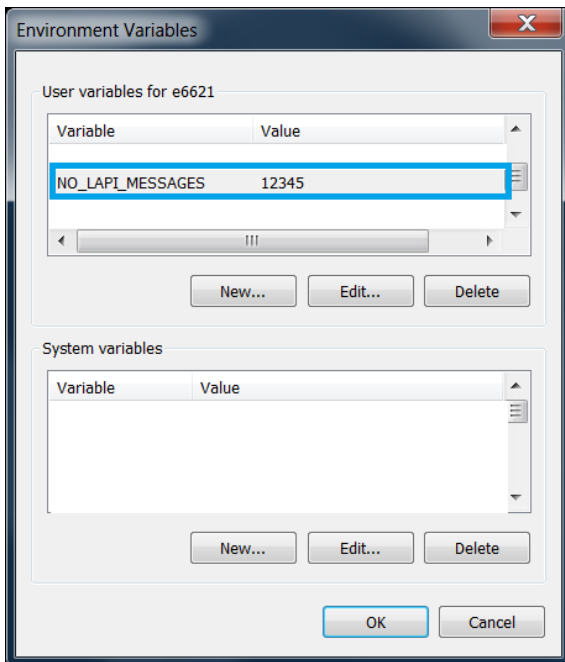 Environment Variables
User variables for e6621
Variable Value
NO_LAPI_MESSAGES 12345
New... Edit... Delete
System variables
Variable Value
New... Edit... Delete
OK Cancel